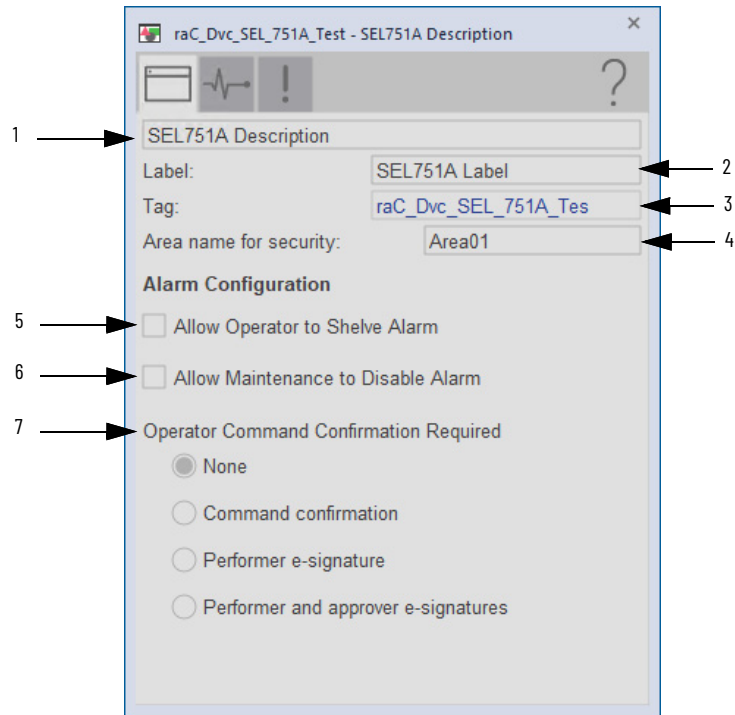 raC_Dvc_SEL_751A_Test - SEL751A Description
×
!
?
1 SEL751A Description
Label: SEL751A Label 2
Tag: raC_Dvc_SEL_751A_Tes 3
Area name for security: Area01 4
Alarm Configuration
5 Allow Operator to Shelve Alarm
6 Allow Maintenance to Disable Alarm
7 Operator Command Confirmation Required
None
Command confirmation
Performer e-signature
Performer and approver e-signatures